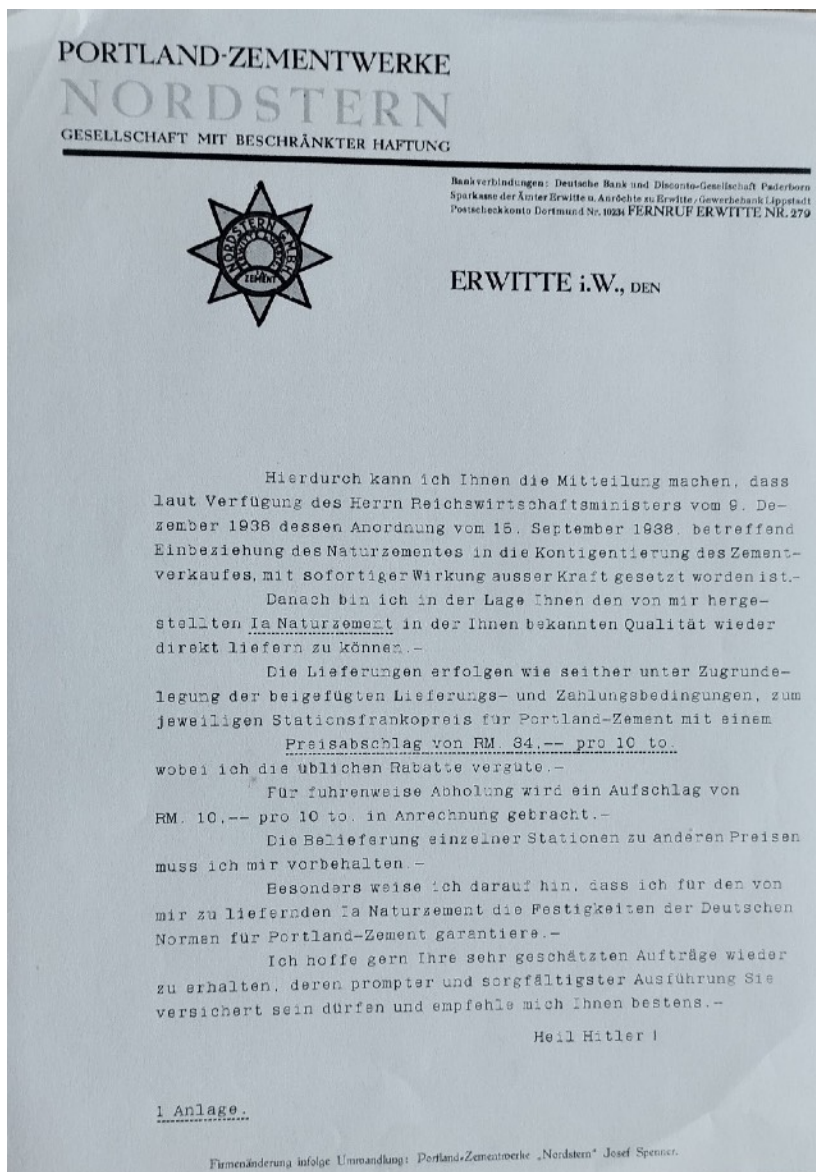 PORTLAND-ZEMENTWERKE
NORDSTERN
GESELLSCHAFT MIT BESCHRÄNKTER HAFTUNG
Bankverbindungen: Deutsche Bank und Disconto-Gesellschaft Paderborn
Sparkasse der Ämter Erwitte u. Anröchte zu Erwitte, Gewerbebank Lippstadt
Postscheckkonto Dortmund Nr. 10234 FERNRUF ERWITTE NR. 279
NORDSTERN G.M.B.H.
ZEMENT
ERWITTE i.W., DEN
Hierdurch kann ich Ihnen die Mitteilung machen, dass
laut Verfügung des Herrn Reichswirtschaftsministers vom 9. De-
zember 1938 dessen Anordnung vom 15. September 1938, betreffend
Einbeziehung des Naturzementes in die Kontigentierung des Zement-
verkaufes, mit sofortiger Wirkung ausser Kraft gesetzt worden ist.-
Danach bin ich in der Lage Ihnen den von mir herge-
stellten Ia Naturzement in der Ihnen bekannten Qualität wieder
direkt liefern zu können.-
Die Lieferungen erfolgen wie seither unter Zugrunde-
legung der beigefügten Lieferungs- und Zahlungsbedingungen, zum
jeweiligen Stationsfrankopreis für Portland-Zement mit einem
Preisabschlag von RM. 34,-- pro 10 to.
wobei ich die üblichen Rabatte vergüte.-
Für fuhrenweise Abholung wird ein Aufschlag von
RM. 10,-- pro 10 to. in Anrechnung gebracht.-
Die Belieferung einzelner Stationen zu anderen Preisen
muss ich mir vorbehalten.-
Besonders weise ich darauf hin, dass ich für den von
mir zu liefernden Ia Naturzement die Festigkeiten der Deutschen
Normen für Portland-Zement garantiere.-
Ich hoffe gern Ihre sehr geschätzten Aufträge wieder
zu erhalten, deren prompter und sorgfältigster Ausführung Sie
versichert sein dürfen und empfehle mich Ihnen bestens.-
Heil Hitler !
1 Anlage.
Firmenänderung infolge Umwandlung: Portland-Zementwerke „Nordstern“ Josef Spenner.